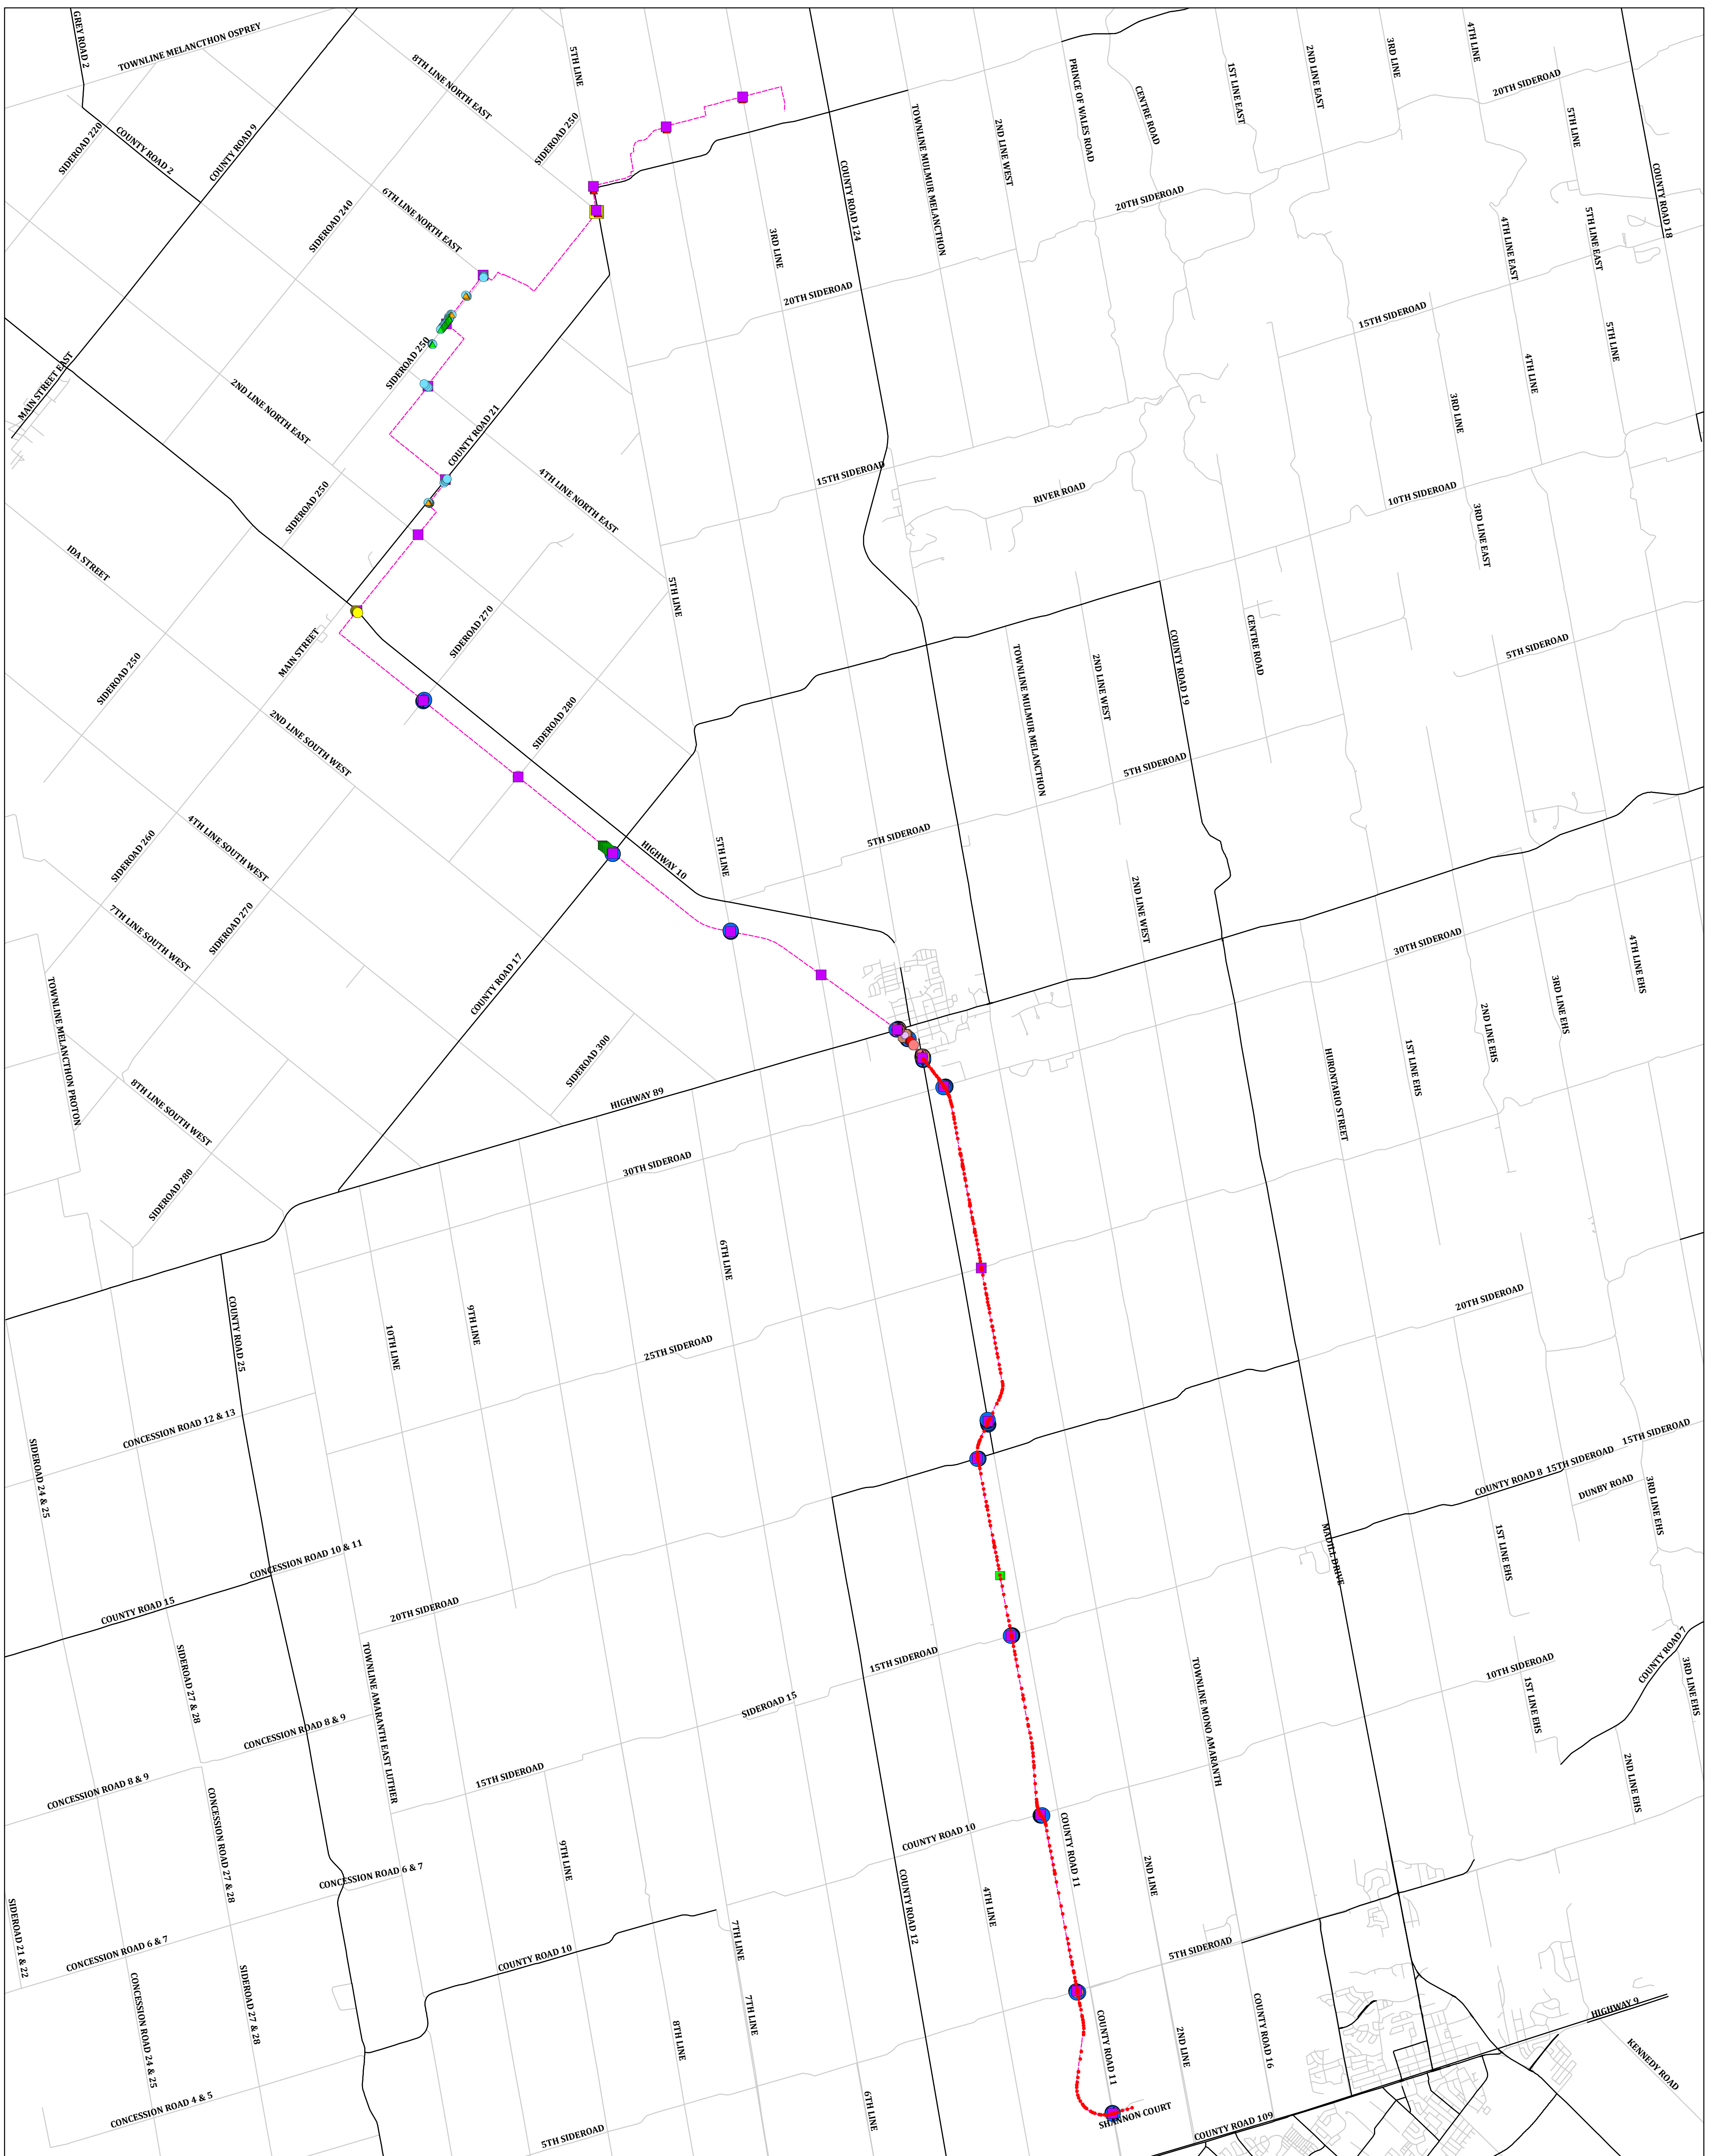 GREY ROAD 2
TOWNLINE MELANCTHON OSPREY
8TH LINE NORTH EAST
5TH LINE
4TH LINE
3RD LINE
2ND LINE EAST
1ST LINE EAST
PRINCE OF WALES ROAD
CENTRE ROAD
20TH SIDEROAD
5TH LINE
COUNTY ROAD 18
SIDEROAD 220
COUNTY ROAD 2
COUNTY ROAD 9
SIDEROAD 250
TOWNLINE MULMUR MELANCTHON
2ND LINE WEST
COUNTY ROAD 124
6TH LINE NORTH EAST
SIDEROAD 240
3RD LINE
20TH SIDEROAD
4TH LINE EAST
5TH LINE EAST
20TH SIDEROAD
15TH SIDEROAD
5TH LINE
4TH LINE
MAIN STREET EAST
SIDEROAD 250
2ND LINE NORTH EAST
COUNTY ROAD 21
3RD LINE
15TH SIDEROAD
RIVER ROAD
10TH SIDEROAD
SIDEROAD 250
4TH LINE NORTH EAST
3RD LINE EAST
IDA STREET
5TH LINE
MAIN STREET
SIDEROAD 270
CENTRE ROAD
5TH SIDEROAD
SIDEROAD 250
TOWNLINE MULMUR MELANCTHON
2ND LINE WEST
COUNTY ROAD 19
2ND LINE SOUTH WEST
SIDEROAD 280
5TH SIDEROAD
SIDEROAD 260
4TH LINE SOUTH WEST
HIGHWAY 10
5TH LINE
5TH SIDEROAD
2ND LINE WEST
7TH LINE SOUTH WEST
SIDEROAD 270
COUNTY ROAD 17
30TH SIDEROAD
4TH LINE EHS
3RD LINE EHS
2ND LINE EHS
TOWNLINE MELANCTHON PROTON
SIDEROAD 300
HURONTARIO STREET
1ST LINE EHS
8TH LINE SOUTH WEST
HIGHWAY 89
SIDEROAD 280
30TH SIDEROAD
6TH LINE
COUNTY ROAD 25
10TH LINE
9TH LINE
25TH SIDEROAD
20TH SIDEROAD
CONCESSION ROAD 12 & 13
SIDEROAD 24 & 25
15TH SIDEROAD
COUNTY ROAD 8
15TH SIDEROAD
DUNBY ROAD
3RD LINE EHS
CONCESSION ROAD 10 & 11
MADILL DRIVE
1ST LINE EHS
COUNTY ROAD 15
20TH SIDEROAD
SIDEROAD 27 & 28
TOWNLINE AMARANTH EAST LUTHER
15TH SIDEROAD
TOWNLINE MONO AMARANTH
10TH SIDEROAD
COUNTY ROAD 7
1ST LINE EHS
3RD LINE EHS
SIDEROAD 15
CONCESSION ROAD 8 & 9
CONCESSION ROAD 8 & 9
15TH SIDEROAD
2ND LINE EHS
CONCESSION ROAD 27 & 28
COUNTY ROAD 10
COUNTY ROAD 11
9TH LINE
CONCESSION ROAD 6 & 7
2ND LINE
COUNTY ROAD 12
4TH LINE
SIDEROAD 21 & 22
CONCESSION ROAD 6 & 7
COUNTY ROAD 10
7TH LINE
5TH SIDEROAD
CONCESSION ROAD 24 & 25
SIDEROAD 27 & 28
7TH LINE
8TH LINE
COUNTY ROAD 11
2ND LINE
COUNTY ROAD 16
HIGHWAY 9
KENNEDY ROAD
CONCESSION ROAD 4 & 5
6TH LINE
SHANNON COURT
COUNTY ROAD 109
5TH SIDEROAD